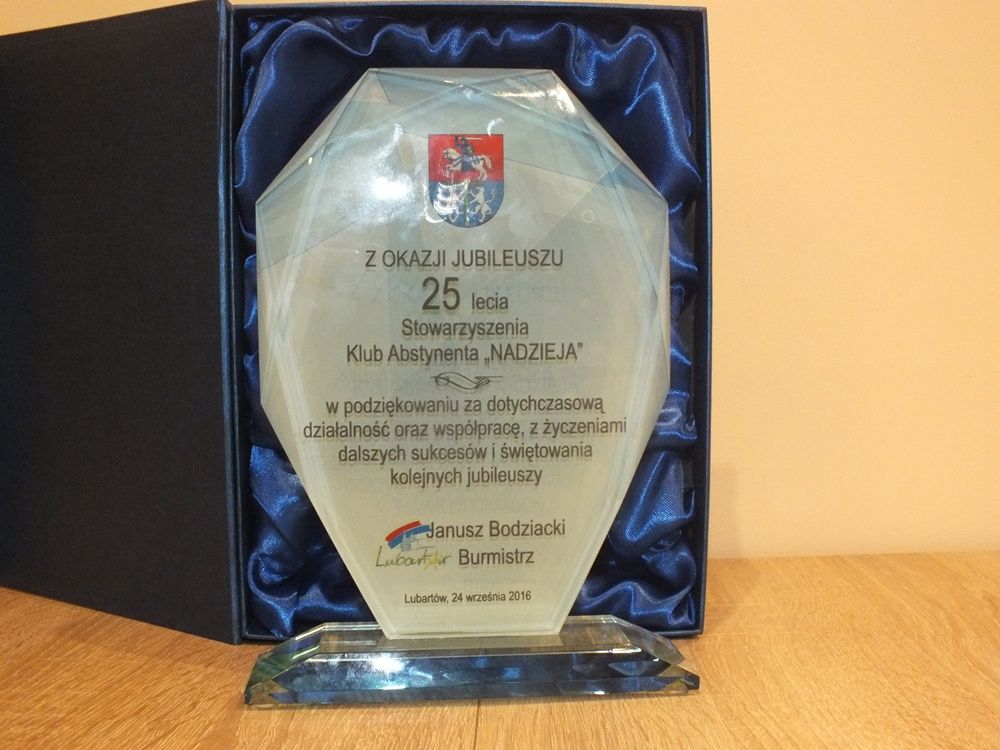 Z OKAZJI JUBILEUSZU
25 lecia
Stowarzyszenia
Klub Abstynenta „NADZIEJA”
w podziękowaniu za dotychczasową
działalność oraz współpracę, z życzeniami
dalszych sukcesów i świętowania
kolejnych jubileuszy
Janusz Bodziacki
Lubartów Burmistrz
Lubartów, 24 września 2016